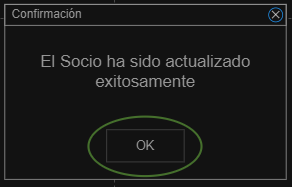 Confirmación
El Socio ha sido actualizado
exitosamente
OK